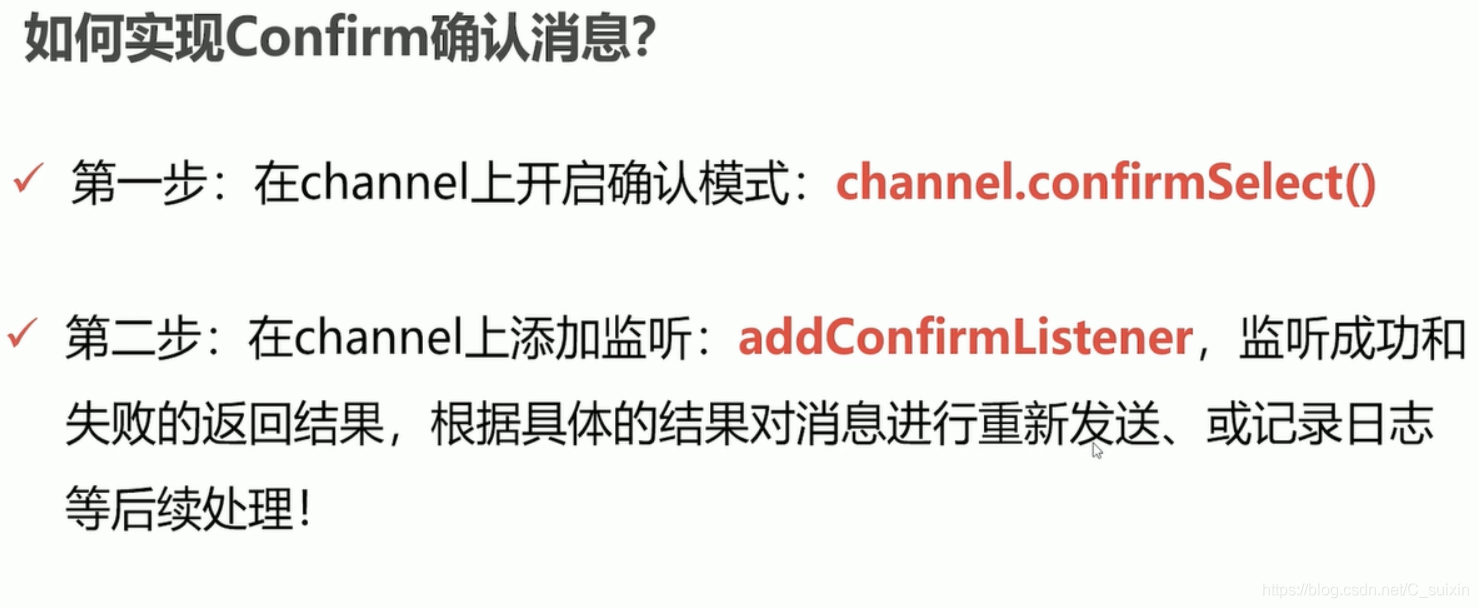 如何实现Confirm确认消息?
✓ 第一步：在channel上开启确认模式：channel.confirmSelect()
✓ 第二步：在channel上添加监听：addConfirmListener，监听成功和
失败的返回结果，根据具体的结果对消息进行重新发送、或记录日志
等后续处理！
https://blog.csdn.net/C_suixin